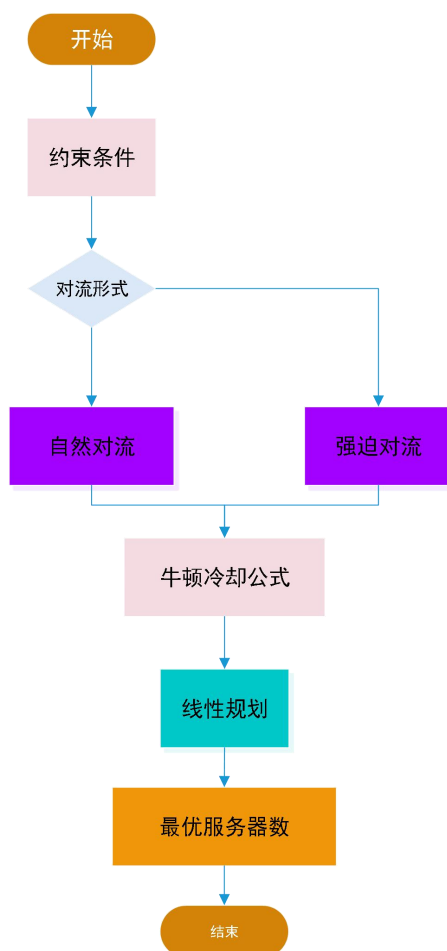 开始
约束条件
对流形式
自然对流
强迫对流
牛顿冷却公式
线性规划
最优服务器数
结束